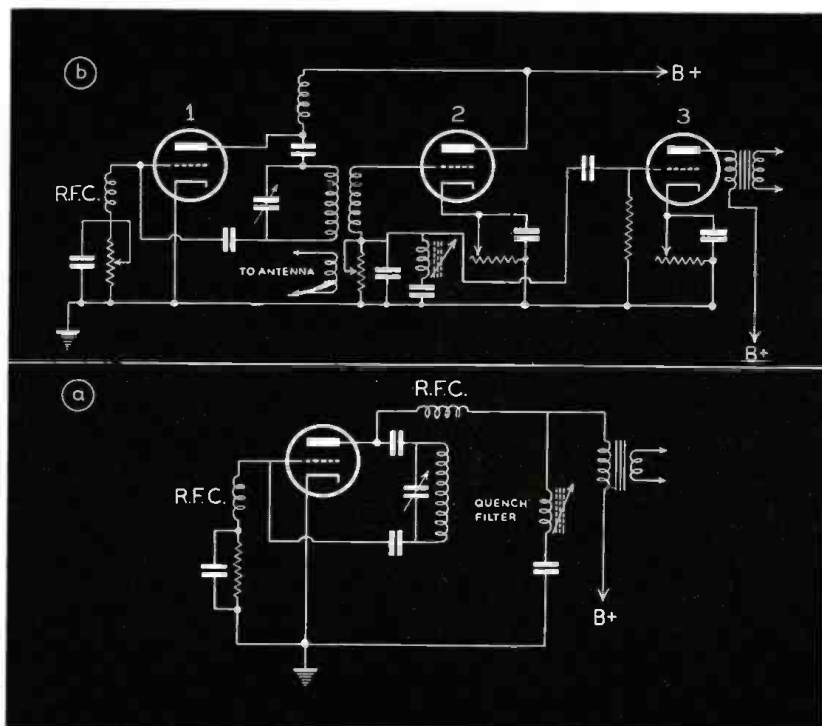 b
1
2
3
B+
R.F.C.
TO ANTENNA
B+
a
R.F.C.
R.F.C.
QUENCH
FILTER
B+